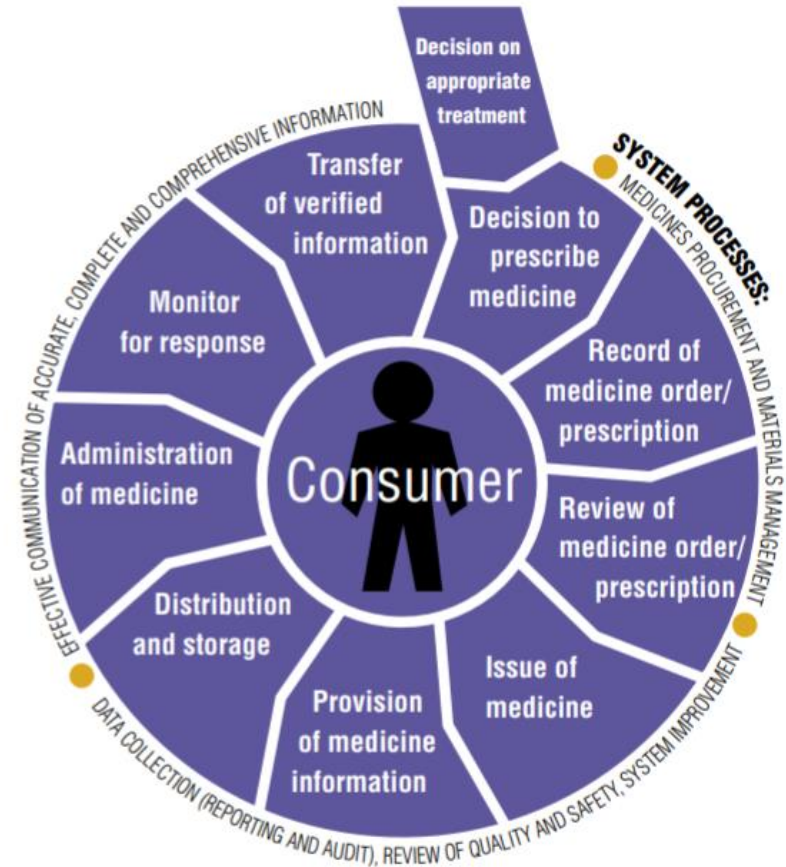 Decision on
appropriate
treatment
SYSTEM PROCESSES:
MEDICINES PROCUREMENT AND MATERIALS MANAGEMENT
Decision to
prescribe
medicine
Record of
medicine order/
prescription
Review of
medicine order/
prescription
Issue of
medicine
Provision
of medicine
information
Distribution
and storage
Administration
of medicine
Monitor
for response
Transfer
of verified
information
Consumer
DATA COLLECTION (REPORTING AND AUDIT), REVIEW OF QUALITY AND SAFETY, SYSTEM IMPROVEMENT
EFFECTIVE COMMUNICATION OF ACCURATE, COMPLETE AND COMPREHENSIVE INFORMATION